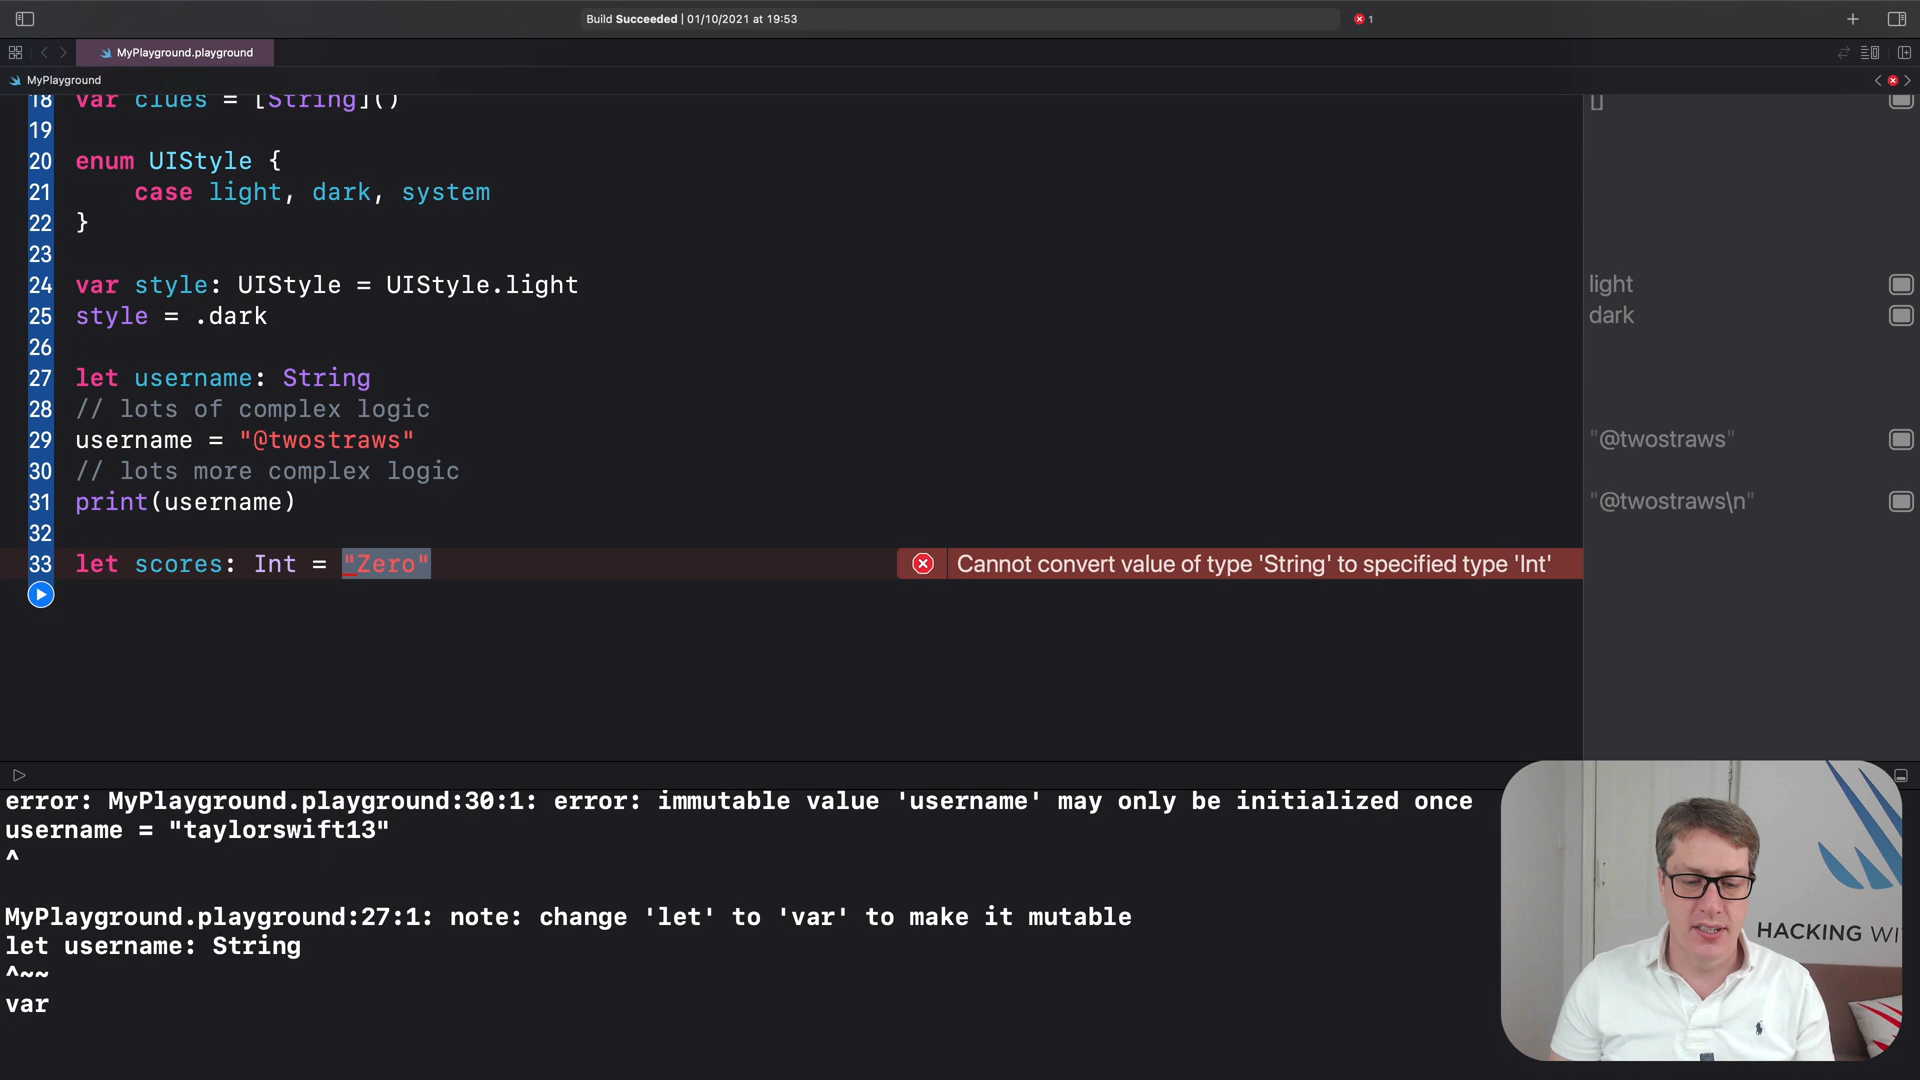 Build Succeeded | 01/10/2021 at 19:53
1
MyPlayground.playground
MyPlayground
18 var clues = [String]()
[]
19
20 enum UIStyle {
21 case light, dark, system
22 }
23
24 var style: UIStyle = UIStyle.light
light
25 style = .dark
dark
26
27 let username: String
28 // lots of complex logic
29 username = "@twostraws"
"@twostraws"
30 // lots more complex logic
31 print(username)
"@twostraws\n"
32
33 let scores: Int = "Zero"
Cannot convert value of type 'String' to specified type 'Int'
error: MyPlayground.playground:30:1: error: immutable value 'username' may only be initialized once
username = "taylorswift13"
^
MyPlayground.playground:27:1: note: change 'let' to 'var' to make it mutable
let username: String
^~~
var
HACKING WI